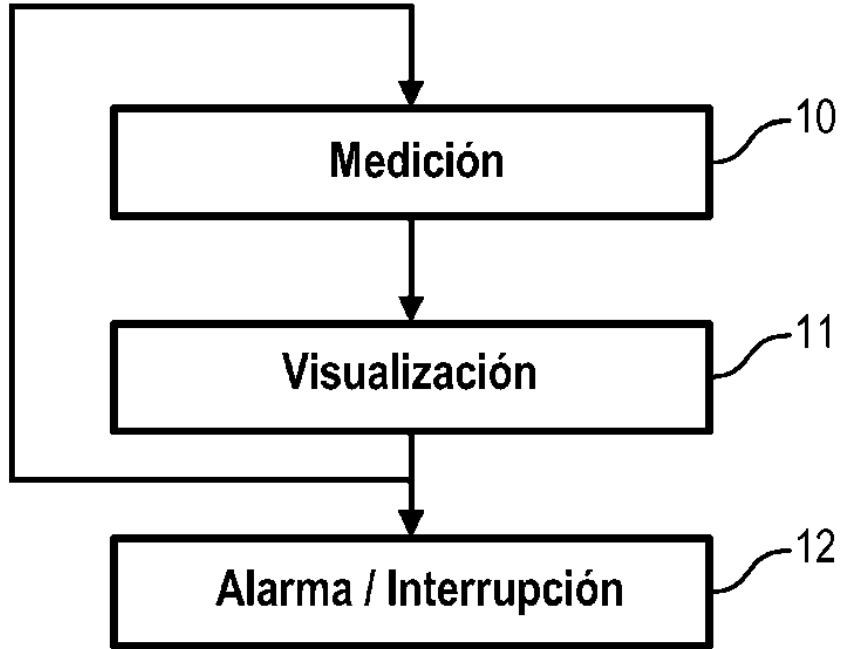 Medición
10
Visualización
11
Alarma / Interrupción
12